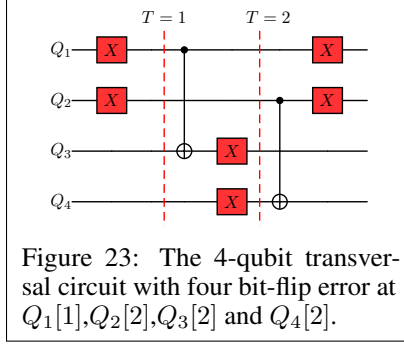 T = 1 T = 2
Q₁ X X
Q₂ X X
Q₃ X
Q₄ X
Figure 23: The 4-qubit transver-
sal circuit with four bit-flip error at
Q₁[1],Q₂[2],Q₃[2] and Q₄[2].